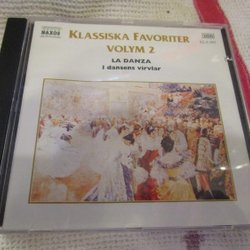 NAXOS
KLASSISKA FAVORITER
VOLYM 2
LA DANZA
I dansens virvlar